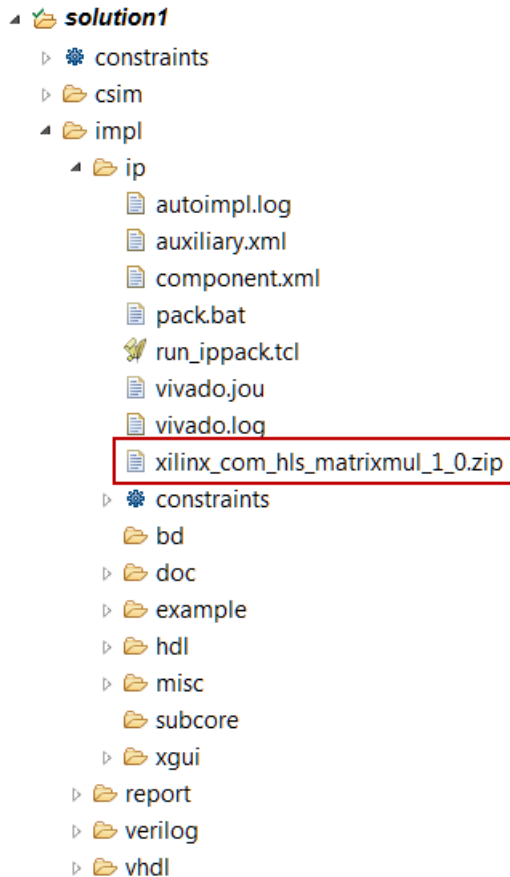 solution1
constraints
csim
impl
ip
autoimpl.log
auxiliary.xml
component.xml
pack.bat
run_ippack.tcl
vivado.jou
vivado.log
xilinx_com_hls_matrixmul_1_0.zip
constraints
bd
doc
example
hdl
misc
subcore
xgui
report
verilog
vhdl